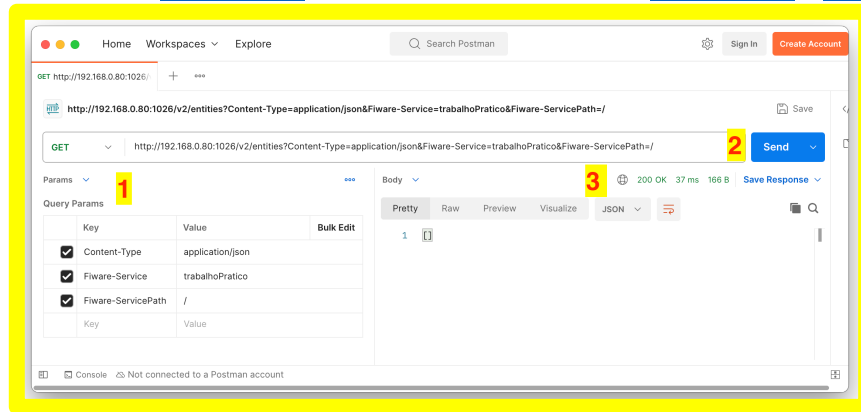 Home Workspaces Explore Search Postman Sign In Create Account
GET http://192.168.0.80:1026/
http://192.168.0.80:1026/v2/entities?Content-Type=application/json&Fiware-Service=trabalhoPratico&Fiware-ServicePath=/ Save
GET http://192.168.0.80:1026/v2/entities?Content-Type=application/json&Fiware-Service=trabalhoPratico&Fiware-ServicePath=/ 2 Send
Params 1 Body 3 200 OK 37 ms 166 B Save Response
Query Params Pretty Raw Preview Visualize JSON
Key Value Bulk Edit 1 []
Content-Type application/json
Fiware-Service trabalhoPratico
Fiware-ServicePath /
Key Value
Console Not connected to a Postman account